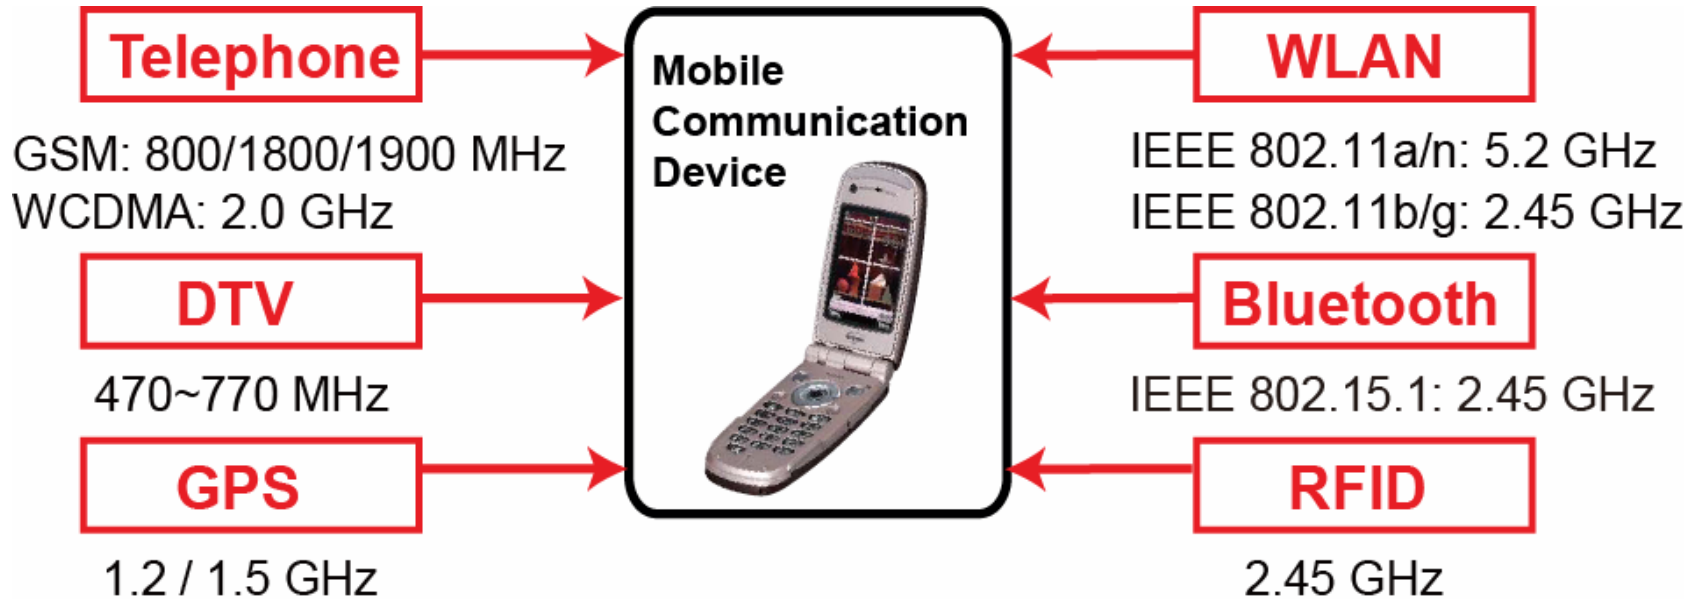 Telephone
GSM: 800/1800/1900 MHz
WCDMA: 2.0 GHz
DTV
470~770 MHz
GPS
1.2 / 1.5 GHz
Mobile
Communication
Device
WLAN
IEEE 802.11a/n: 5.2 GHz
IEEE 802.11b/g: 2.45 GHz
Bluetooth
IEEE 802.15.1: 2.45 GHz
RFID
2.45 GHz